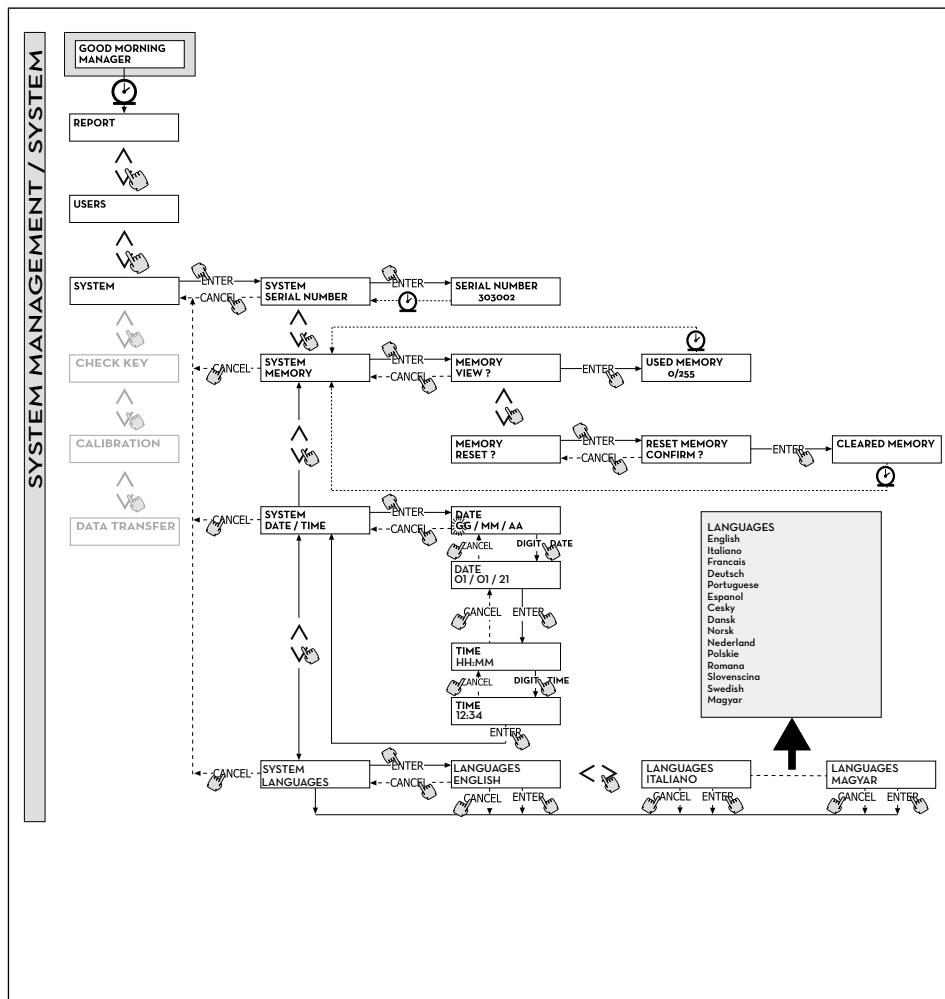 SYSTEM MANAGEMENT / SYSTEM
GOOD MORNING
MANAGER
REPORT
USERS
SYSTEM
ENTER
CANCEL
SYSTEM
SERIAL NUMBER
ENTER
SERIAL NUMBER
303002
CHECK KEY
CANCEL
SYSTEM
MEMORY
ENTER
CANCEL
MEMORY
VIEW ?
ENTER
USED MEMORY
0/255
CALIBRATION
MEMORY
RESET ?
ENTER
CANCEL
RESET MEMORY
CONFIRM ?
ENTER
CLEARED MEMORY
DATA TRANSFER
CANCEL
SYSTEM
DATE / TIME
ENTER
CANCEL
DATE
GG / MM / AA
CANCEL
DIGIT DATE
DATE
01 / 01 / 21
CANCEL
ENTER
TIME
HH:MM
CANCEL
DIGIT TIME
TIME
12:34
ENTER
LANGUAGES
English
Italiano
Francais
Deutsch
Portuguese
Espanol
Cesky
Dansk
Norsk
Nederland
Polskie
Romana
Slovenscina
Swedish
Magyar
CANCEL
SYSTEM
LANGUAGES
ENTER
CANCEL
LANGUAGES
ENGLISH
CANCEL
ENTER
LANGUAGES
ITALIANO
CANCEL
ENTER
LANGUAGES
MAGYAR
CANCEL
ENTER